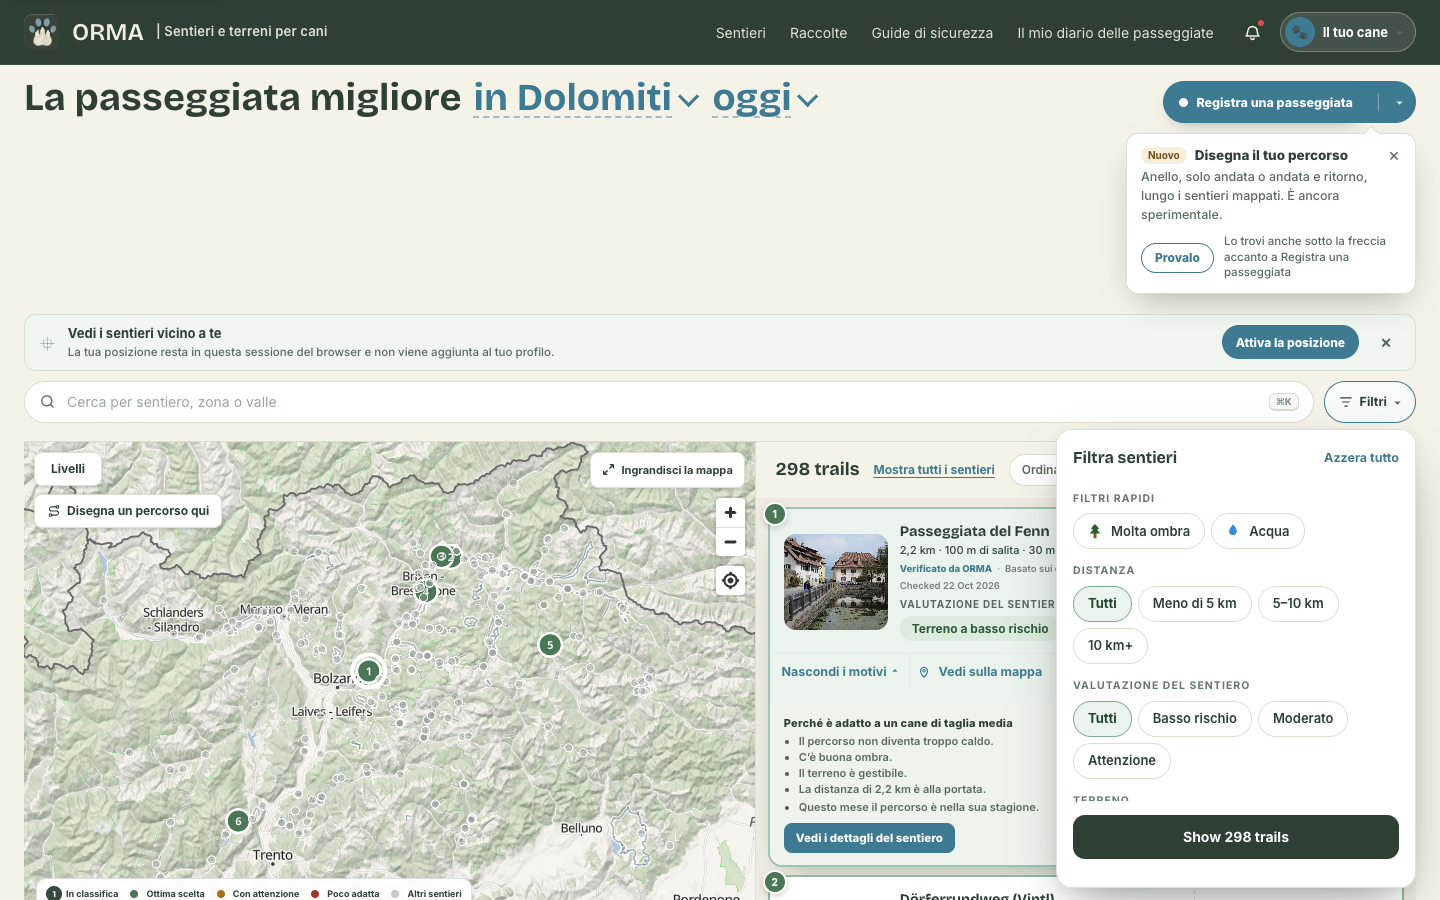 ORMA
| Sentieri e terreni per cani
Sentieri
Raccolte
Guide di sicurezza
Il mio diario delle passeggiate
Il tuo cane
La passeggiata migliore in Dolomiti oggi
Registra una passeggiata
Nuovo
Disegna il tuo percorso
Anello, solo andata o andata e ritorno,
lungo i sentieri mappati. È ancora
sperimentale.
Provalo
Lo trovi anche sotto la freccia
accanto a Registra una
passeggiata
Vedi i sentieri vicino a te
La tua posizione resta in questa sessione del browser e non viene aggiunta al tuo profilo.
Attiva la posizione
Cerca per sentiero, zona o valle
⌘K
Filtri
Livelli
Disegna un percorso qui
Ingrandisci la mappa
Schlanders
- Silandro
Laives - Leifers
5
1
6
Trento
Belluno
In classifica
Ottima scelta
Con attenzione
Poco adatta
Altri sentieri
298 trails
Mostra tutti i sentieri
1
Passeggiata del Fenn
2,2 km · 100 m di salita · 30 m
Verificato da ORMA · Basato sui
Checked 22 Oct 2026
VALUTAZIONE DEL SENTIER
Terreno a basso rischio
Nascondi i motivi
Vedi sulla mappa
Perché è adatto a un cane di taglia media
Il percorso non diventa troppo caldo.
C'è buona ombra.
Il terreno è gestibile.
La distanza di 2,2 km è alla portata.
Questo mese il percorso è nella sua stagione.
Vedi i dettagli del sentiero
2
Dörferrundweg (Vintl)
Filtra sentieri
Azzera tutto
FILTRI RAPIDI
Molta ombra
Acqua
DISTANZA
Tutti
Meno di 5 km
5–10 km
10 km+
VALUTAZIONE DEL SENTIERO
Tutti
Basso rischio
Moderato
Attenzione
TERRENO
Show 298 trails